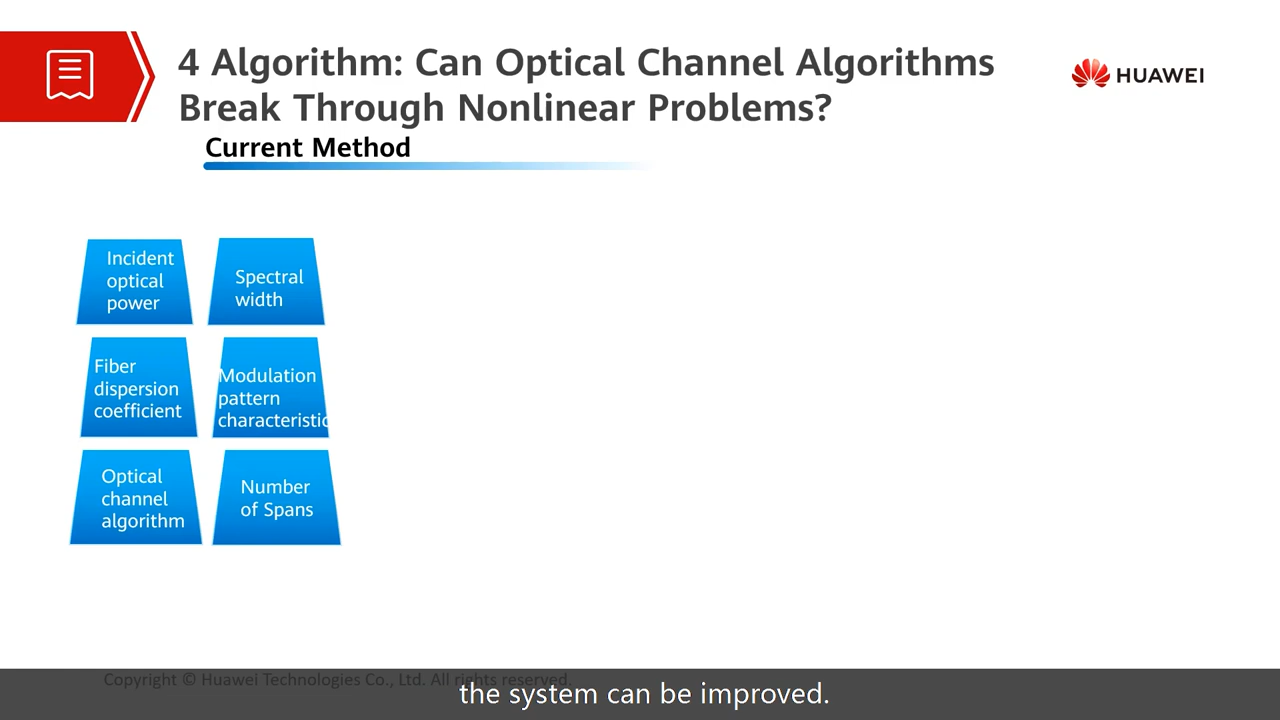 4 Algorithm: Can Optical Channel Algorithms
Break Through Nonlinear Problems?
HUAWEI
Current Method
Incident
optical
power
Spectral
width
Fiber
dispersion
coefficient
Modulation
pattern
characteristic
Optical
channel
algorithm
Number
of Spans
Copyright © Huawei Technologies Co., Ltd. All rights reserved.
the system can be improved.